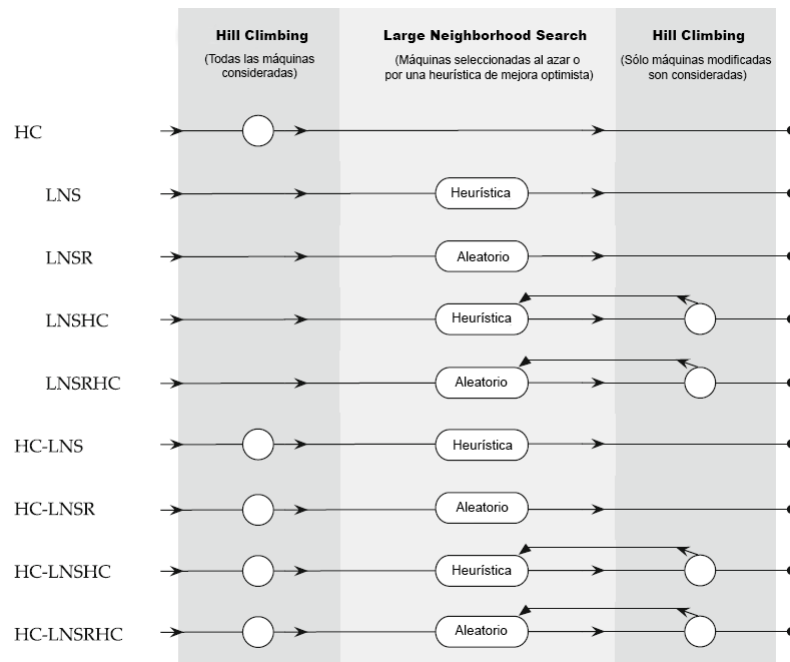 Hill Climbing
(Todas las máquinas
consideradas)
Large Neighborhood Search
(Máquinas seleccionadas al azar o
por una heurística de mejora optimista)
Hill Climbing
(Sólo máquinas modificadas
son consideradas)
HC
LNS
Heurística
LNSR
Aleatorio
LNSHC
Heurística
LNSRHC
Aleatorio
HC-LNS
Heurística
HC-LNSR
Aleatorio
HC-LNSHC
Heurística
HC-LNSRHC
Aleatorio